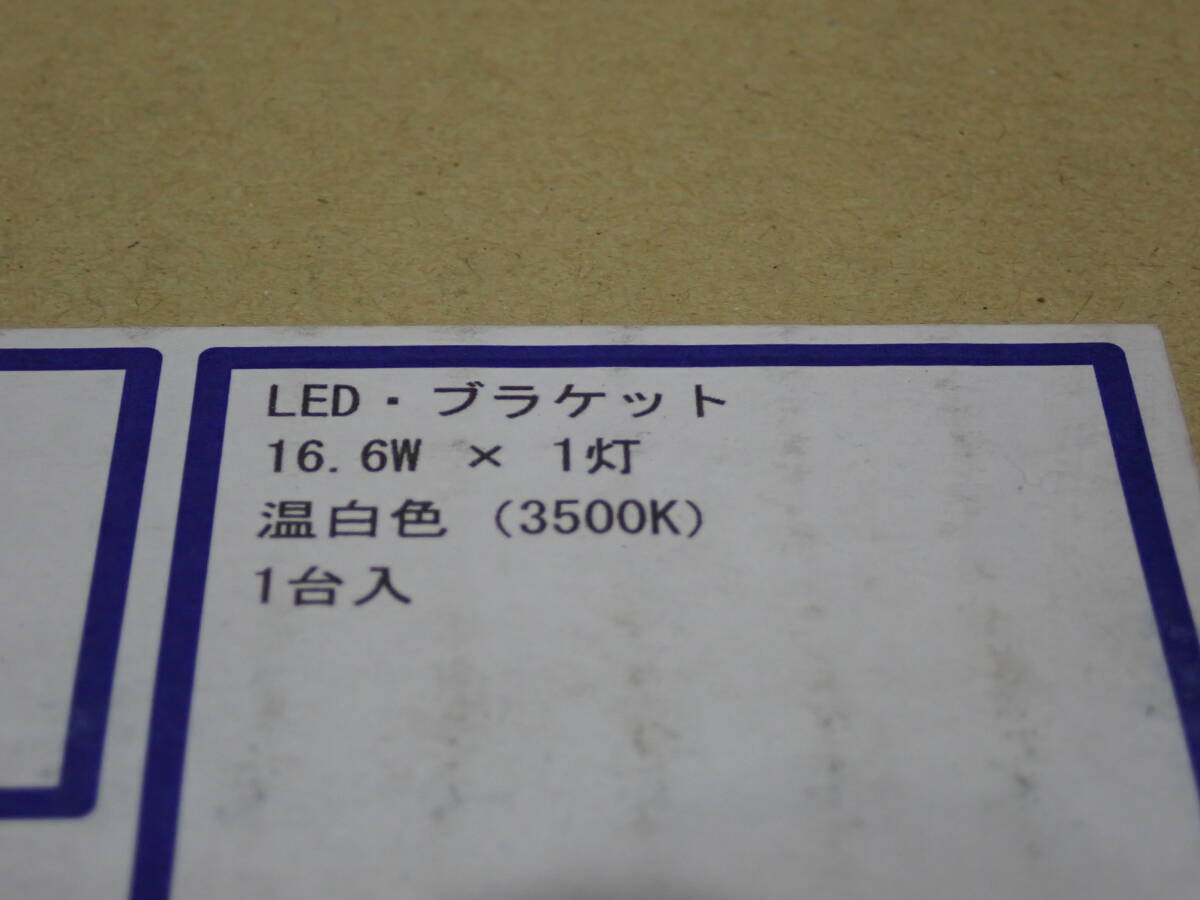 LED・ブラケット
16.6W × 1灯
温白色 (3500K)
1台入